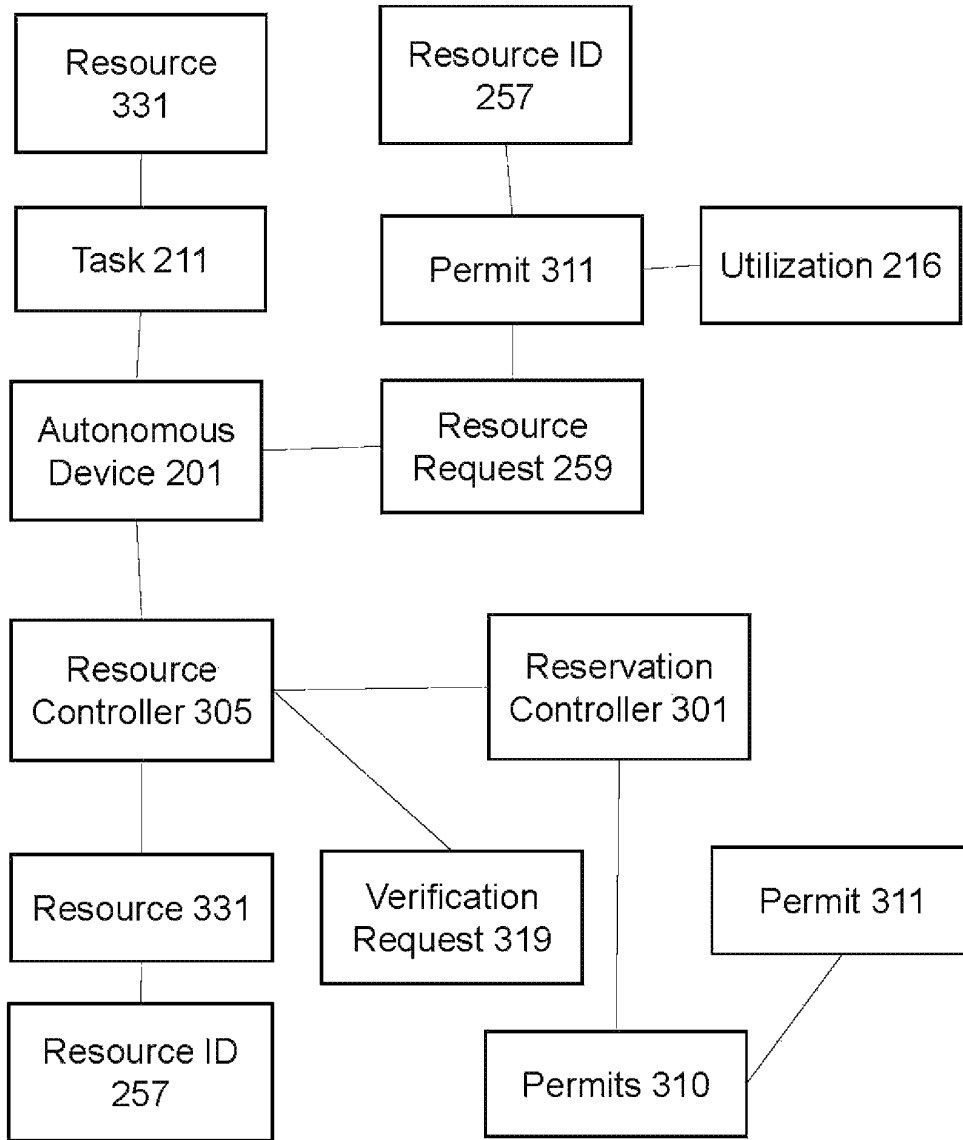 Resource
331
Resource ID
257
Task 211
Permit 311
Utilization 216
Autonomous
Device 201
Resource
Request 259
Resource
Controller 305
Reservation
Controller 301
Resource 331
Verification
Request 319
Permit 311
Resource ID
257
Permits 310